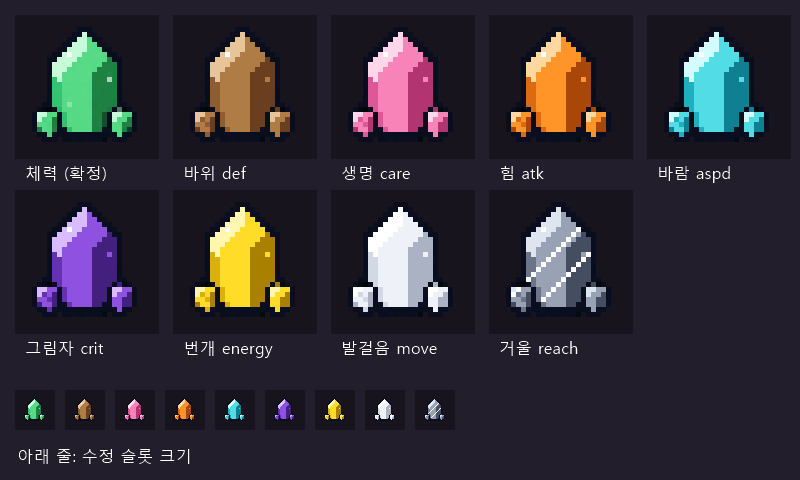 체력 (확정)
바위 def
생명 care
힘 atk
바람 aspd
그림자 crit
번개 energy
발걸음 move
거울 reach
아래 줄: 수정 슬롯 크기